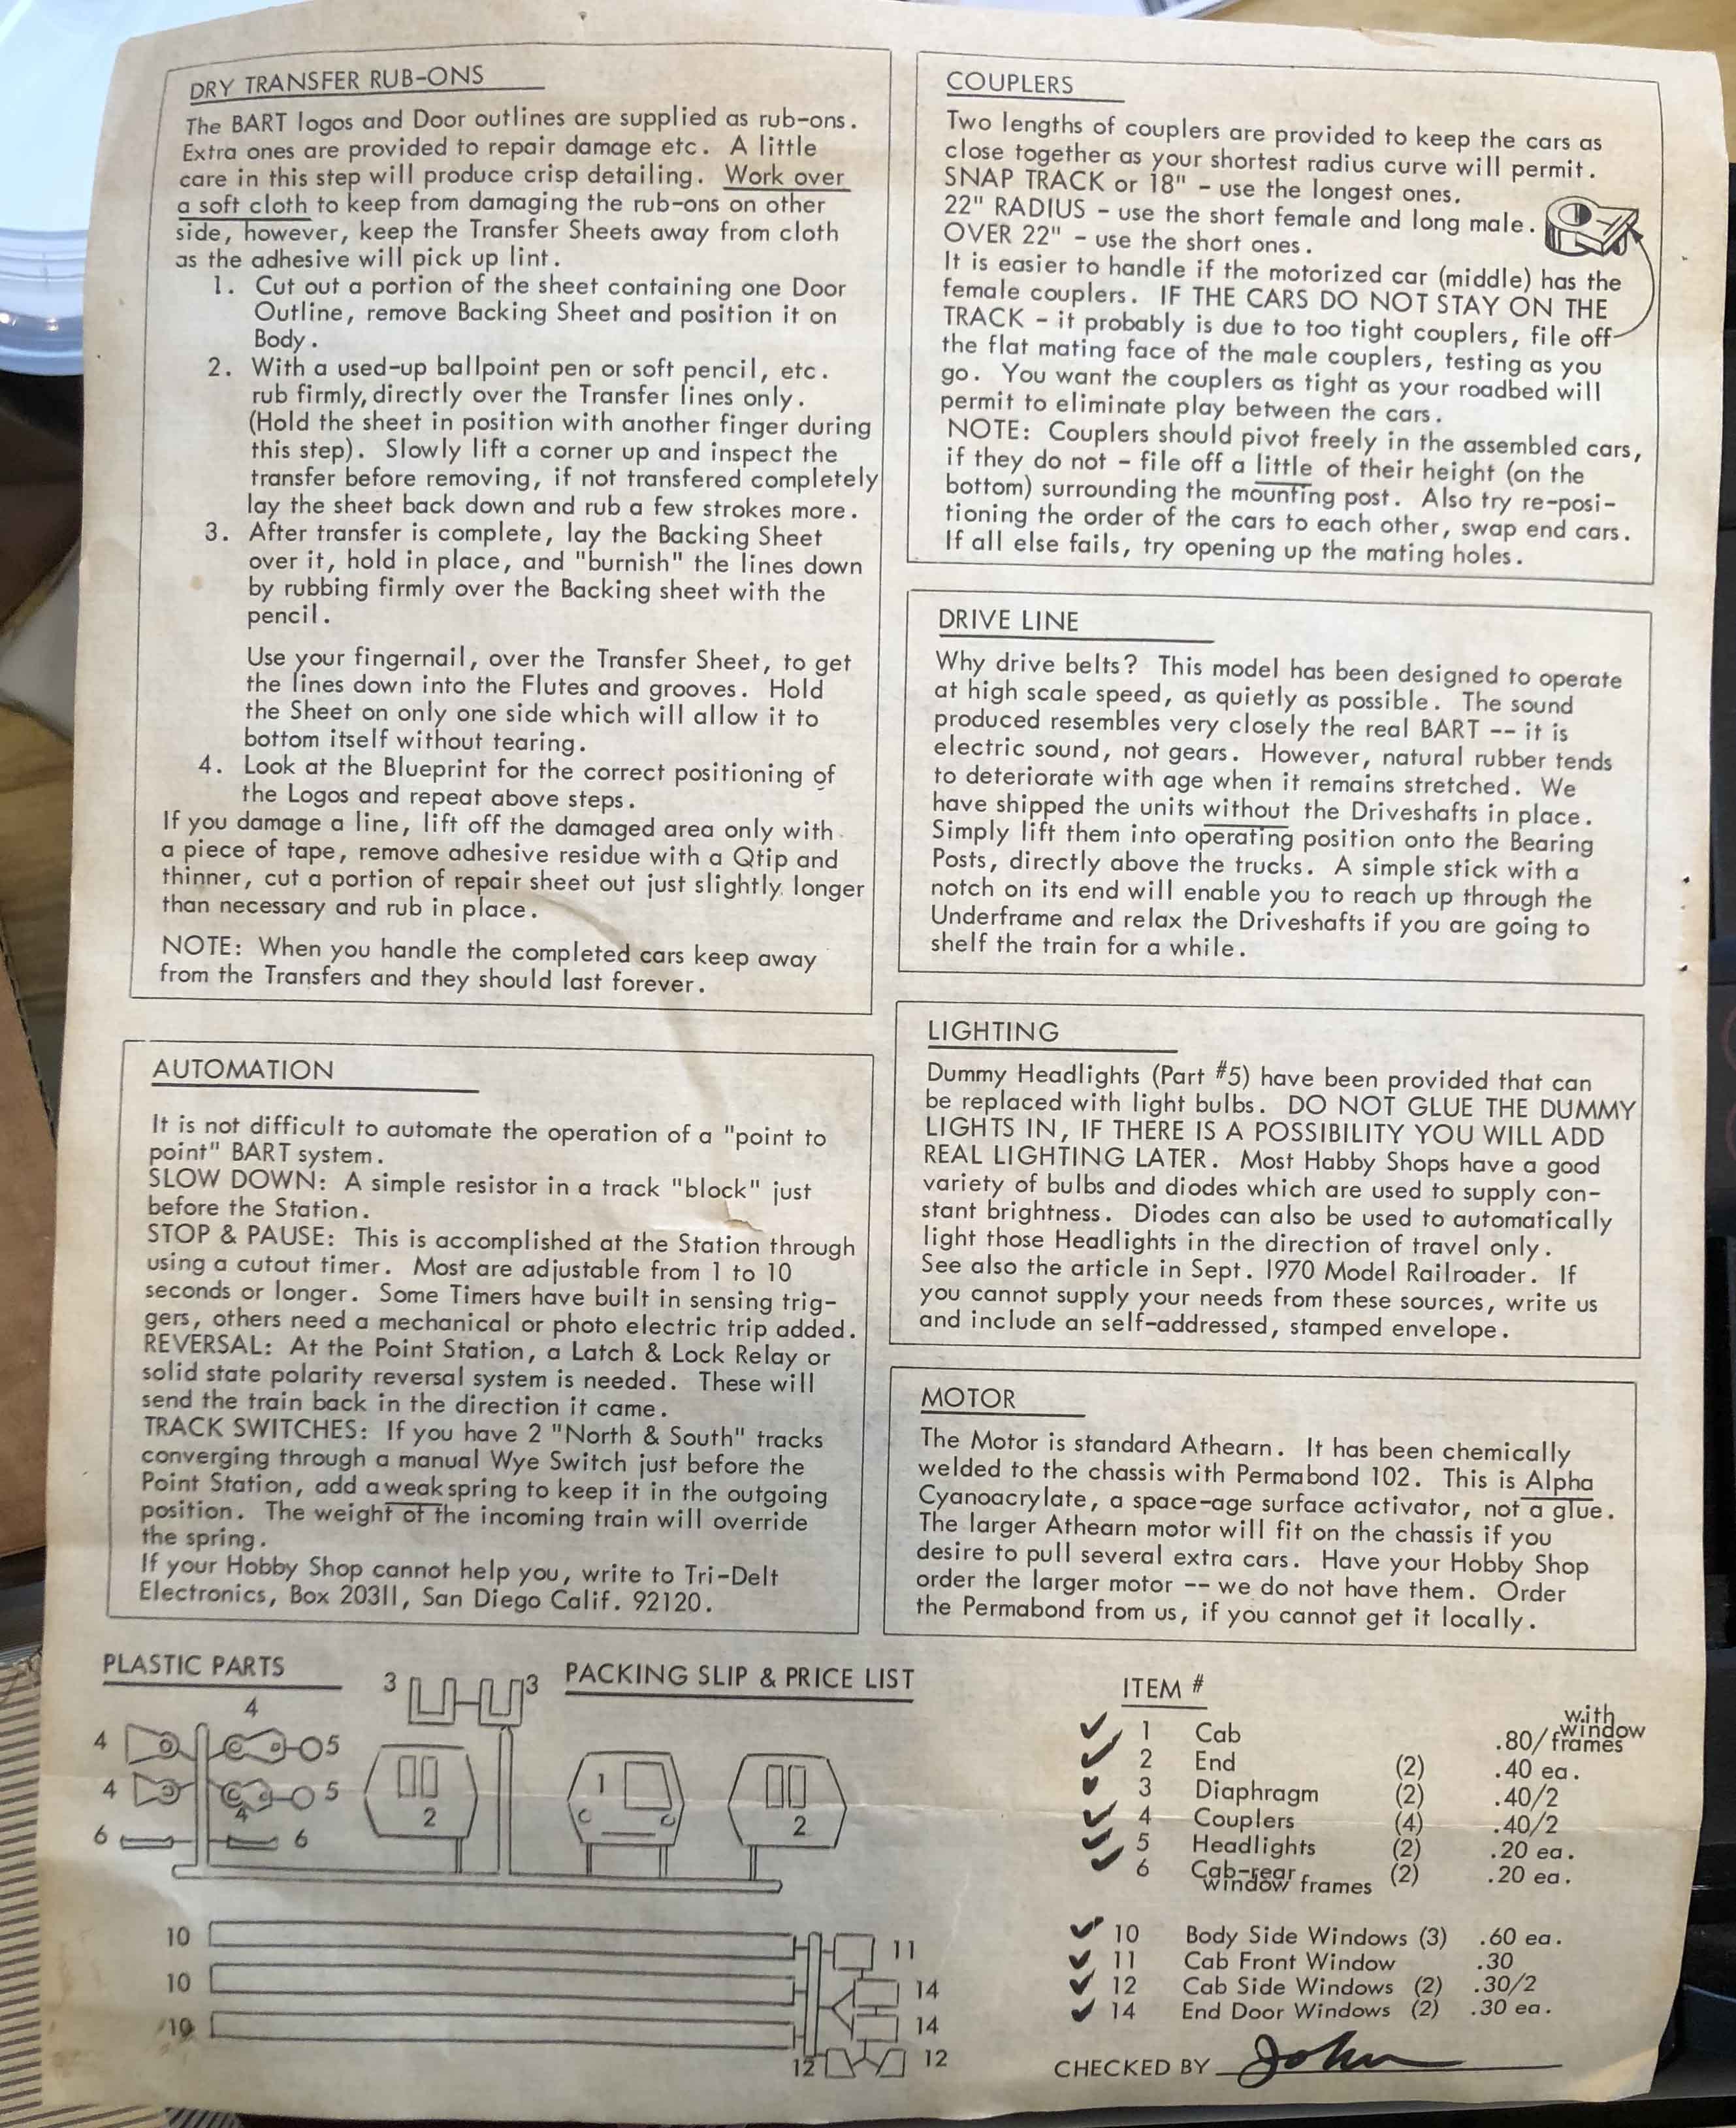 DRY TRANSFER RUB-ONS
The BART logos and Door outlines are supplied as rub-ons.
Extra ones are provided to repair damage etc. A little
care in this step will produce crisp detailing. Work over
a soft cloth to keep from damaging the rub-ons on other
side, however, keep the Transfer Sheets away from cloth
as the adhesive will pick up lint.
1. Cut out a portion of the sheet containing one Door
Outline, remove Backing Sheet and position it on
Body.
2. With a used-up ballpoint pen or soft pencil, etc.
rub firmly, directly over the Transfer lines only.
(Hold the sheet in position with another finger during
this step). Slowly lift a corner up and inspect the
transfer before removing, if not transfered completely
lay the sheet back down and rub a few strokes more.
3. After transfer is complete, lay the Backing Sheet
over it, hold in place, and "burnish" the lines down
by rubbing firmly over the Backing sheet with the
pencil.
Use your fingernail, over the Transfer Sheet, to get
the lines down into the Flutes and grooves. Hold
the Sheet on only one side which will allow it to
bottom itself without tearing.
4. Look at the Blueprint for the correct positioning of
the Logos and repeat above steps.
If you damage a line, lift off the damaged area only with
a piece of tape, remove adhesive residue with a Qtip and
thinner, cut a portion of repair sheet out just slightly longer
than necessary and rub in place.
NOTE: When you handle the completed cars keep away
from the Transfers and they should last forever.
AUTOMATION
It is not difficult to automate the operation of a "point to
point" BART system.
SLOW DOWN: A simple resistor in a track "block" just
before the Station.
STOP & PAUSE: This is accomplished at the Station through
using a cutout timer. Most are adjustable from 1 to 10
seconds or longer. Some Timers have built in sensing trig-
gers, others need a mechanical or photo electric trip added.
REVERSAL: At the Point Station, a Latch & Lock Relay or
solid state polarity reversal system is needed. These will
send the train back in the direction it came.
TRACK SWITCHES: If you have 2 "North & South" tracks
converging through a manual Wye Switch just before the
Point Station, add a weak spring to keep it in the outgoing
position. The weight of the incoming train will override
the spring.
If your Hobby Shop cannot help you, write to Tri-Delt
Electronics, Box 20311, San Diego Calif. 92120.
COUPLERS
Two lengths of couplers are provided to keep the cars as
close together as your shortest radius curve will permit.
SNAP TRACK or 18" - use the longest ones.
22" RADIUS - use the short female and long male.
OVER 22" - use the short ones.
It is easier to handle if the motorized car (middle) has the
female couplers. IF THE CARS DO NOT STAY ON THE
TRACK - it probably is due to too tight couplers, file off
the flat mating face of the male couplers, testing as you
go. You want the couplers as tight as your roadbed will
permit to eliminate play between the cars.
NOTE: Couplers should pivot freely in the assembled cars,
if they do not - file off a little of their height (on the
bottom) surrounding the mounting post. Also try re-posi-
tioning the order of the cars to each other, swap end cars.
If all else fails, try opening up the mating holes.
DRIVE LINE
Why drive belts? This model has been designed to operate
at high scale speed, as quietly as possible. The sound
produced resembles very closely the real BART -- it is
electric sound, not gears. However, natural rubber tends
to deteriorate with age when it remains stretched. We
have shipped the units without the Driveshafts in place.
Simply lift them into operating position onto the Bearing
Posts, directly above the trucks. A simple stick with a
notch on its end will enable you to reach up through the
Underframe and relax the Driveshafts if you are going to
shelf the train for a while.
LIGHTING
Dummy Headlights (Part #5) have been provided that can
be replaced with light bulbs. DO NOT GLUE THE DUMMY
LIGHTS IN, IF THERE IS A POSSIBILITY YOU WILL ADD
REAL LIGHTING LATER. Most Habby Shops have a good
variety of bulbs and diodes which are used to supply con-
stant brightness. Diodes can also be used to automatically
light those Headlights in the direction of travel only.
See also the article in Sept. 1970 Model Railroader. If
you cannot supply your needs from these sources, write us
and include an self-addressed, stamped envelope.
MOTOR
The Motor is standard Athearn. It has been chemically
welded to the chassis with Permabond 102. This is Alpha
Cyanoacrylate, a space-age surface activator, not a glue.
The larger Athearn motor will fit on the chassis if you
desire to pull several extra cars. Have your Hobby Shop
order the larger motor -- we do not have them. Order
the Permabond from us, if you cannot get it locally.
PLASTIC PARTS
3 3
4
4 5
4 5
4
6 6
2 1 2
10 11
10 14
10 14
12 12
PACKING SLIP & PRICE LIST
ITEM #
with
window
1 Cab .80/frames
2 End (2) .40 ea.
3 Diaphragm (2) .40/2
4 Couplers (4) .40/2
5 Headlights (2) .20 ea.
6 Cab-rear (2) .20 ea.
window frames
10 Body Side Windows (3) .60 ea.
11 Cab Front Window .30
12 Cab Side Windows (2) .30/2
14 End Door Windows (2) .30 ea.
CHECKED BY John